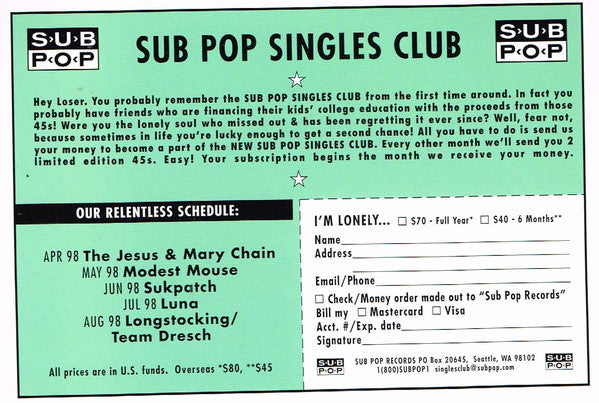 S·U·B
P·O·P
SUB POP SINGLES CLUB
S·U·B
P·O·P
Hey Loser. You probably remember the SUB POP SINGLES CLUB from the first time around. In fact you
probably have friends who are financing their kids' college education with the proceeds from those
45s! Were you the lonely soul who missed out & has been regretting it ever since? Well, fear not,
because sometimes in life you're lucky enough to get a second chance! All you have to do is send us
your money to become a part of the NEW SUB POP SINGLES CLUB. Every other month we'll send you 2
limited edition 45s. Easy! Your subscription begins the month we receive your money.
OUR RELENTLESS SCHEDULE:
APR 98 The Jesus & Mary Chain
MAY 98 Modest Mouse
JUN 98 Sukpatch
JUL 98 Luna
AUG 98 Longstocking/
Team Dresch
All prices are in U.S. funds. Overseas *$80, **$45
I'M LONELY... $70 - Full Year* $40 - 6 Months**
Name
Address
Email/Phone
Check/Money order made out to "Sub Pop Records"
Bill my Mastercard Visa
Acct. #/Exp. date
Signature
S·U·B
P·O·P
SUB POP RECORDS PO Box 20645, Seattle, WA 98102
1(800)SUBPOP1 singlesclub@subpop.com
S·U·B
P·O·P